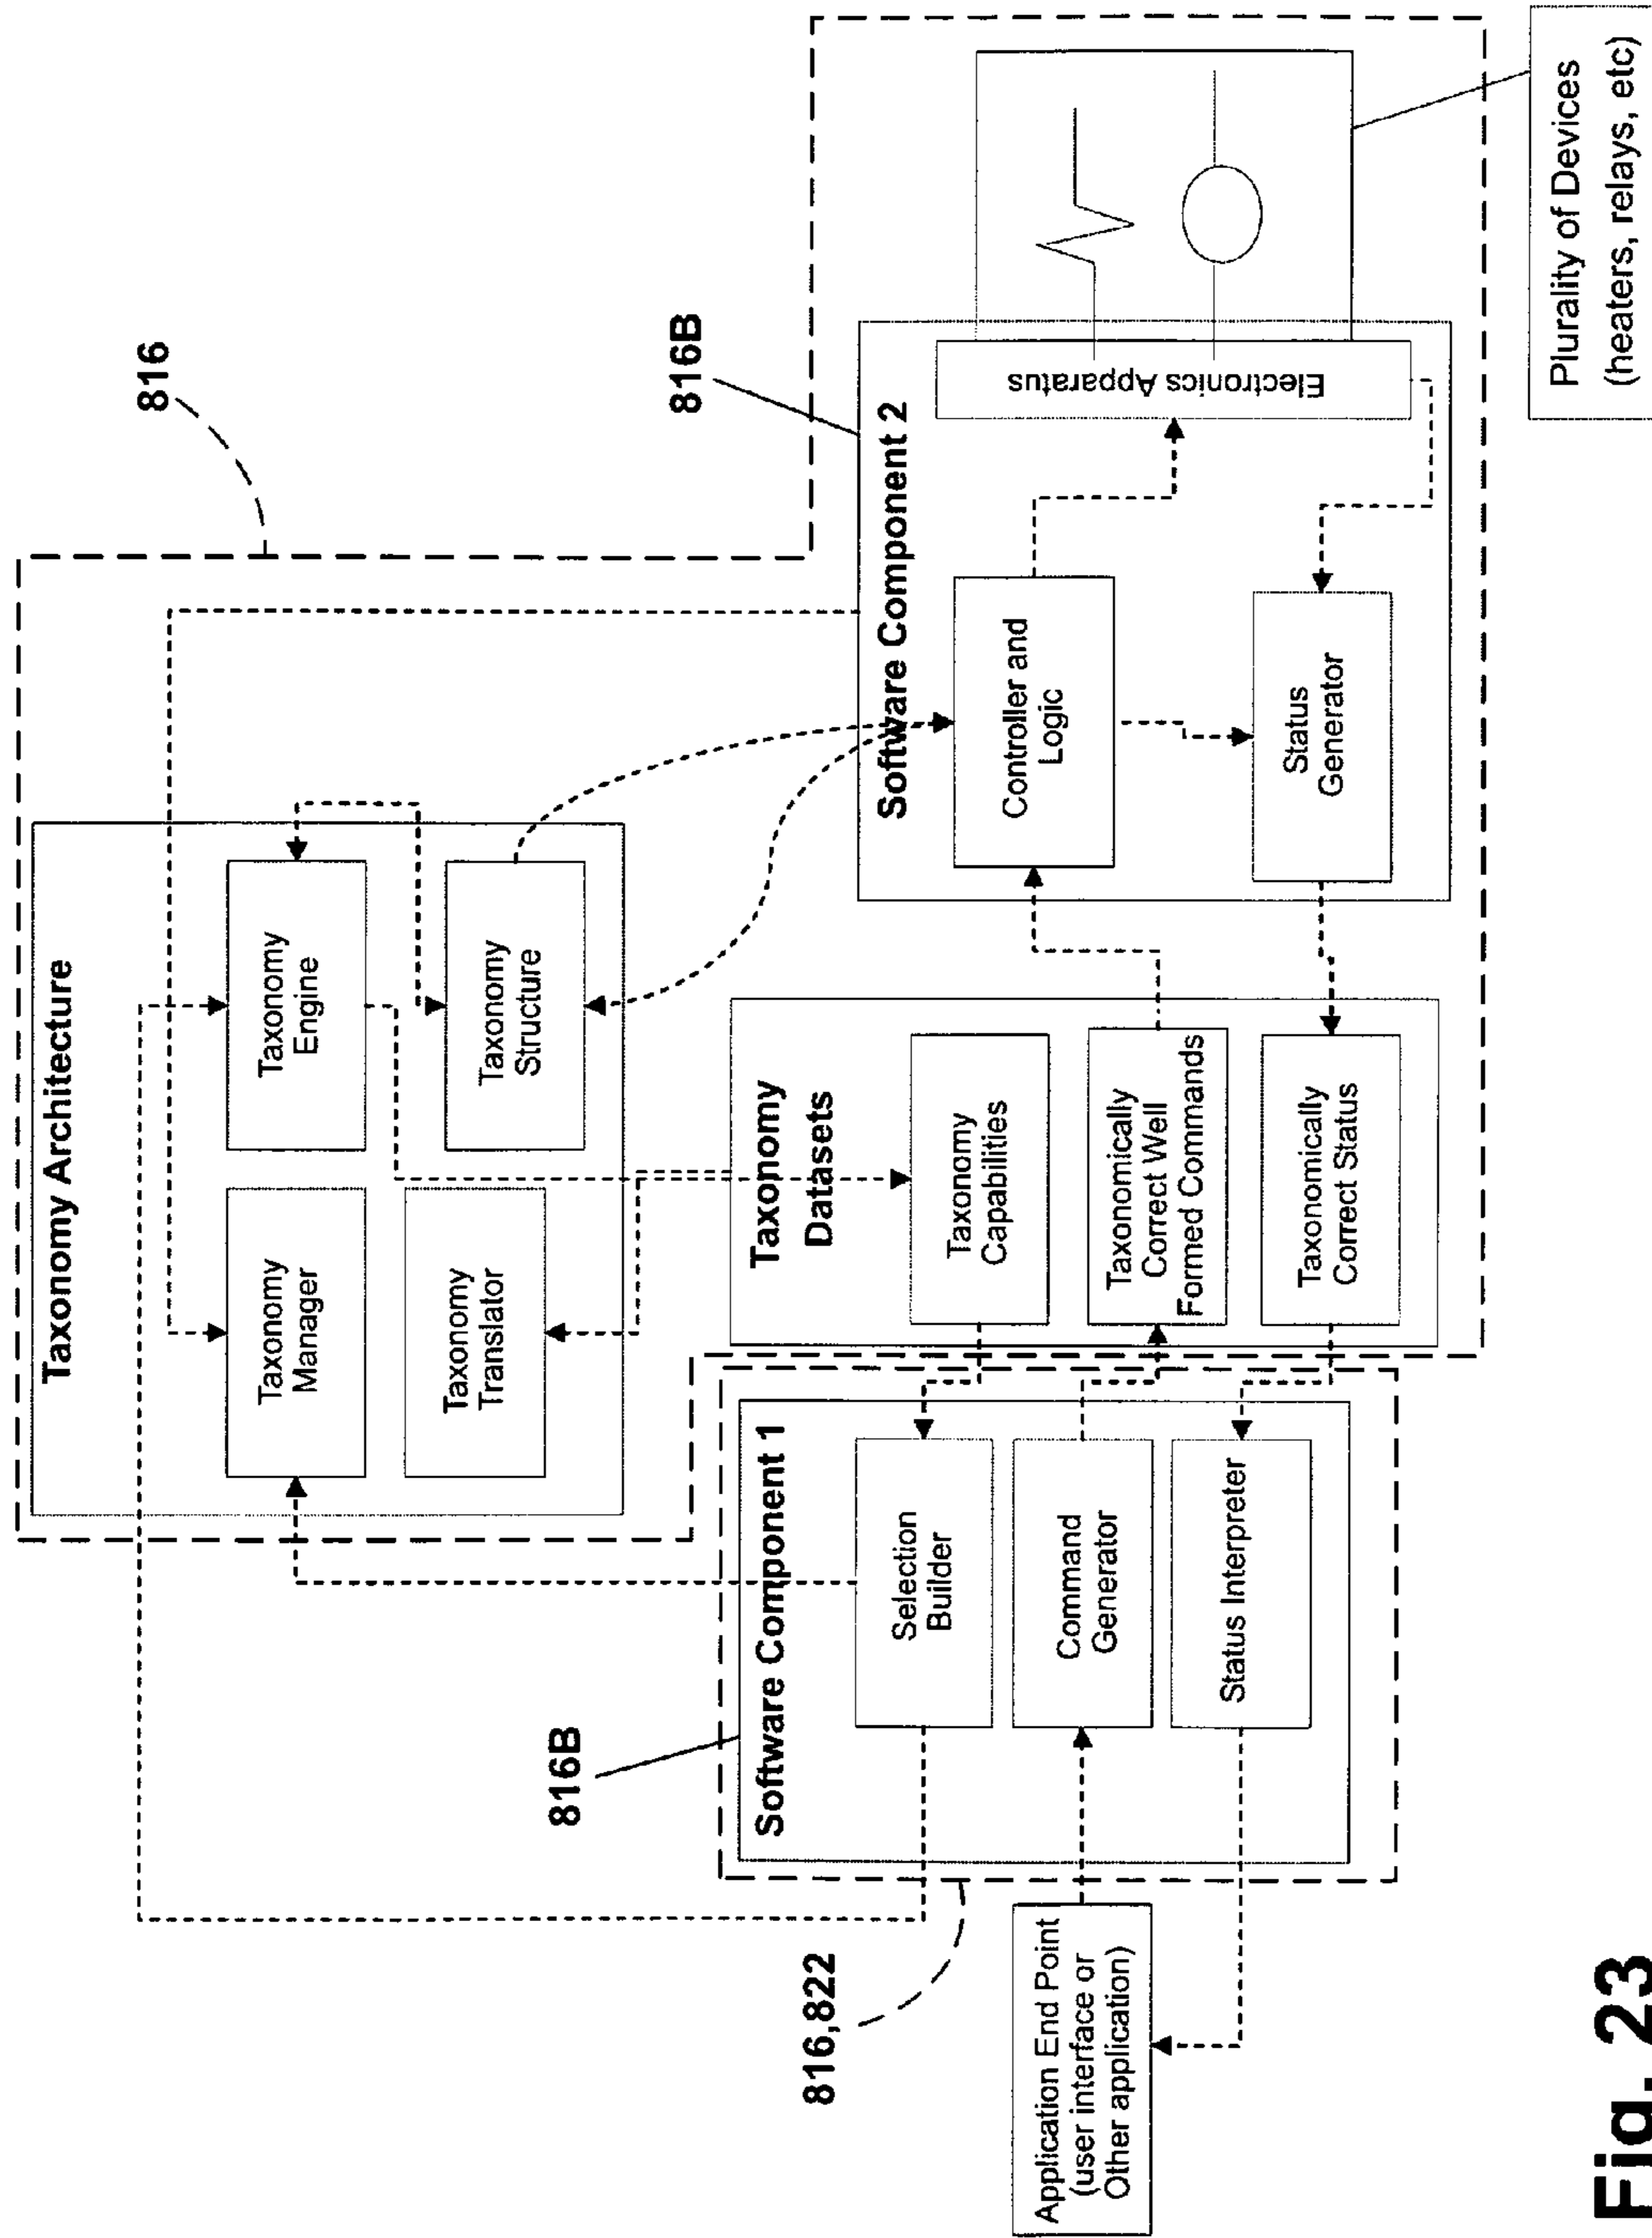 816
Taxonomy Architecture
Taxonomy
Manager
Taxonomy
Engine
Taxonomy
Translator
Taxonomy
Structure
816B
816B
Software Component 1
Selection
Builder
Command
Generator
Status Interpreter
Taxonomy
Datasets
Taxonomy
Capabilities
Taxonomically
Correct Well
Formed Commands
Taxonomically
Correct Status
Software Component 2
Controller and
Logic
Status
Generator
Electronics Apparatus
816,822
Application End Point
(user interface or
Other application)
Plurality of Devices
(heaters, relays, etc)
Fig. 23